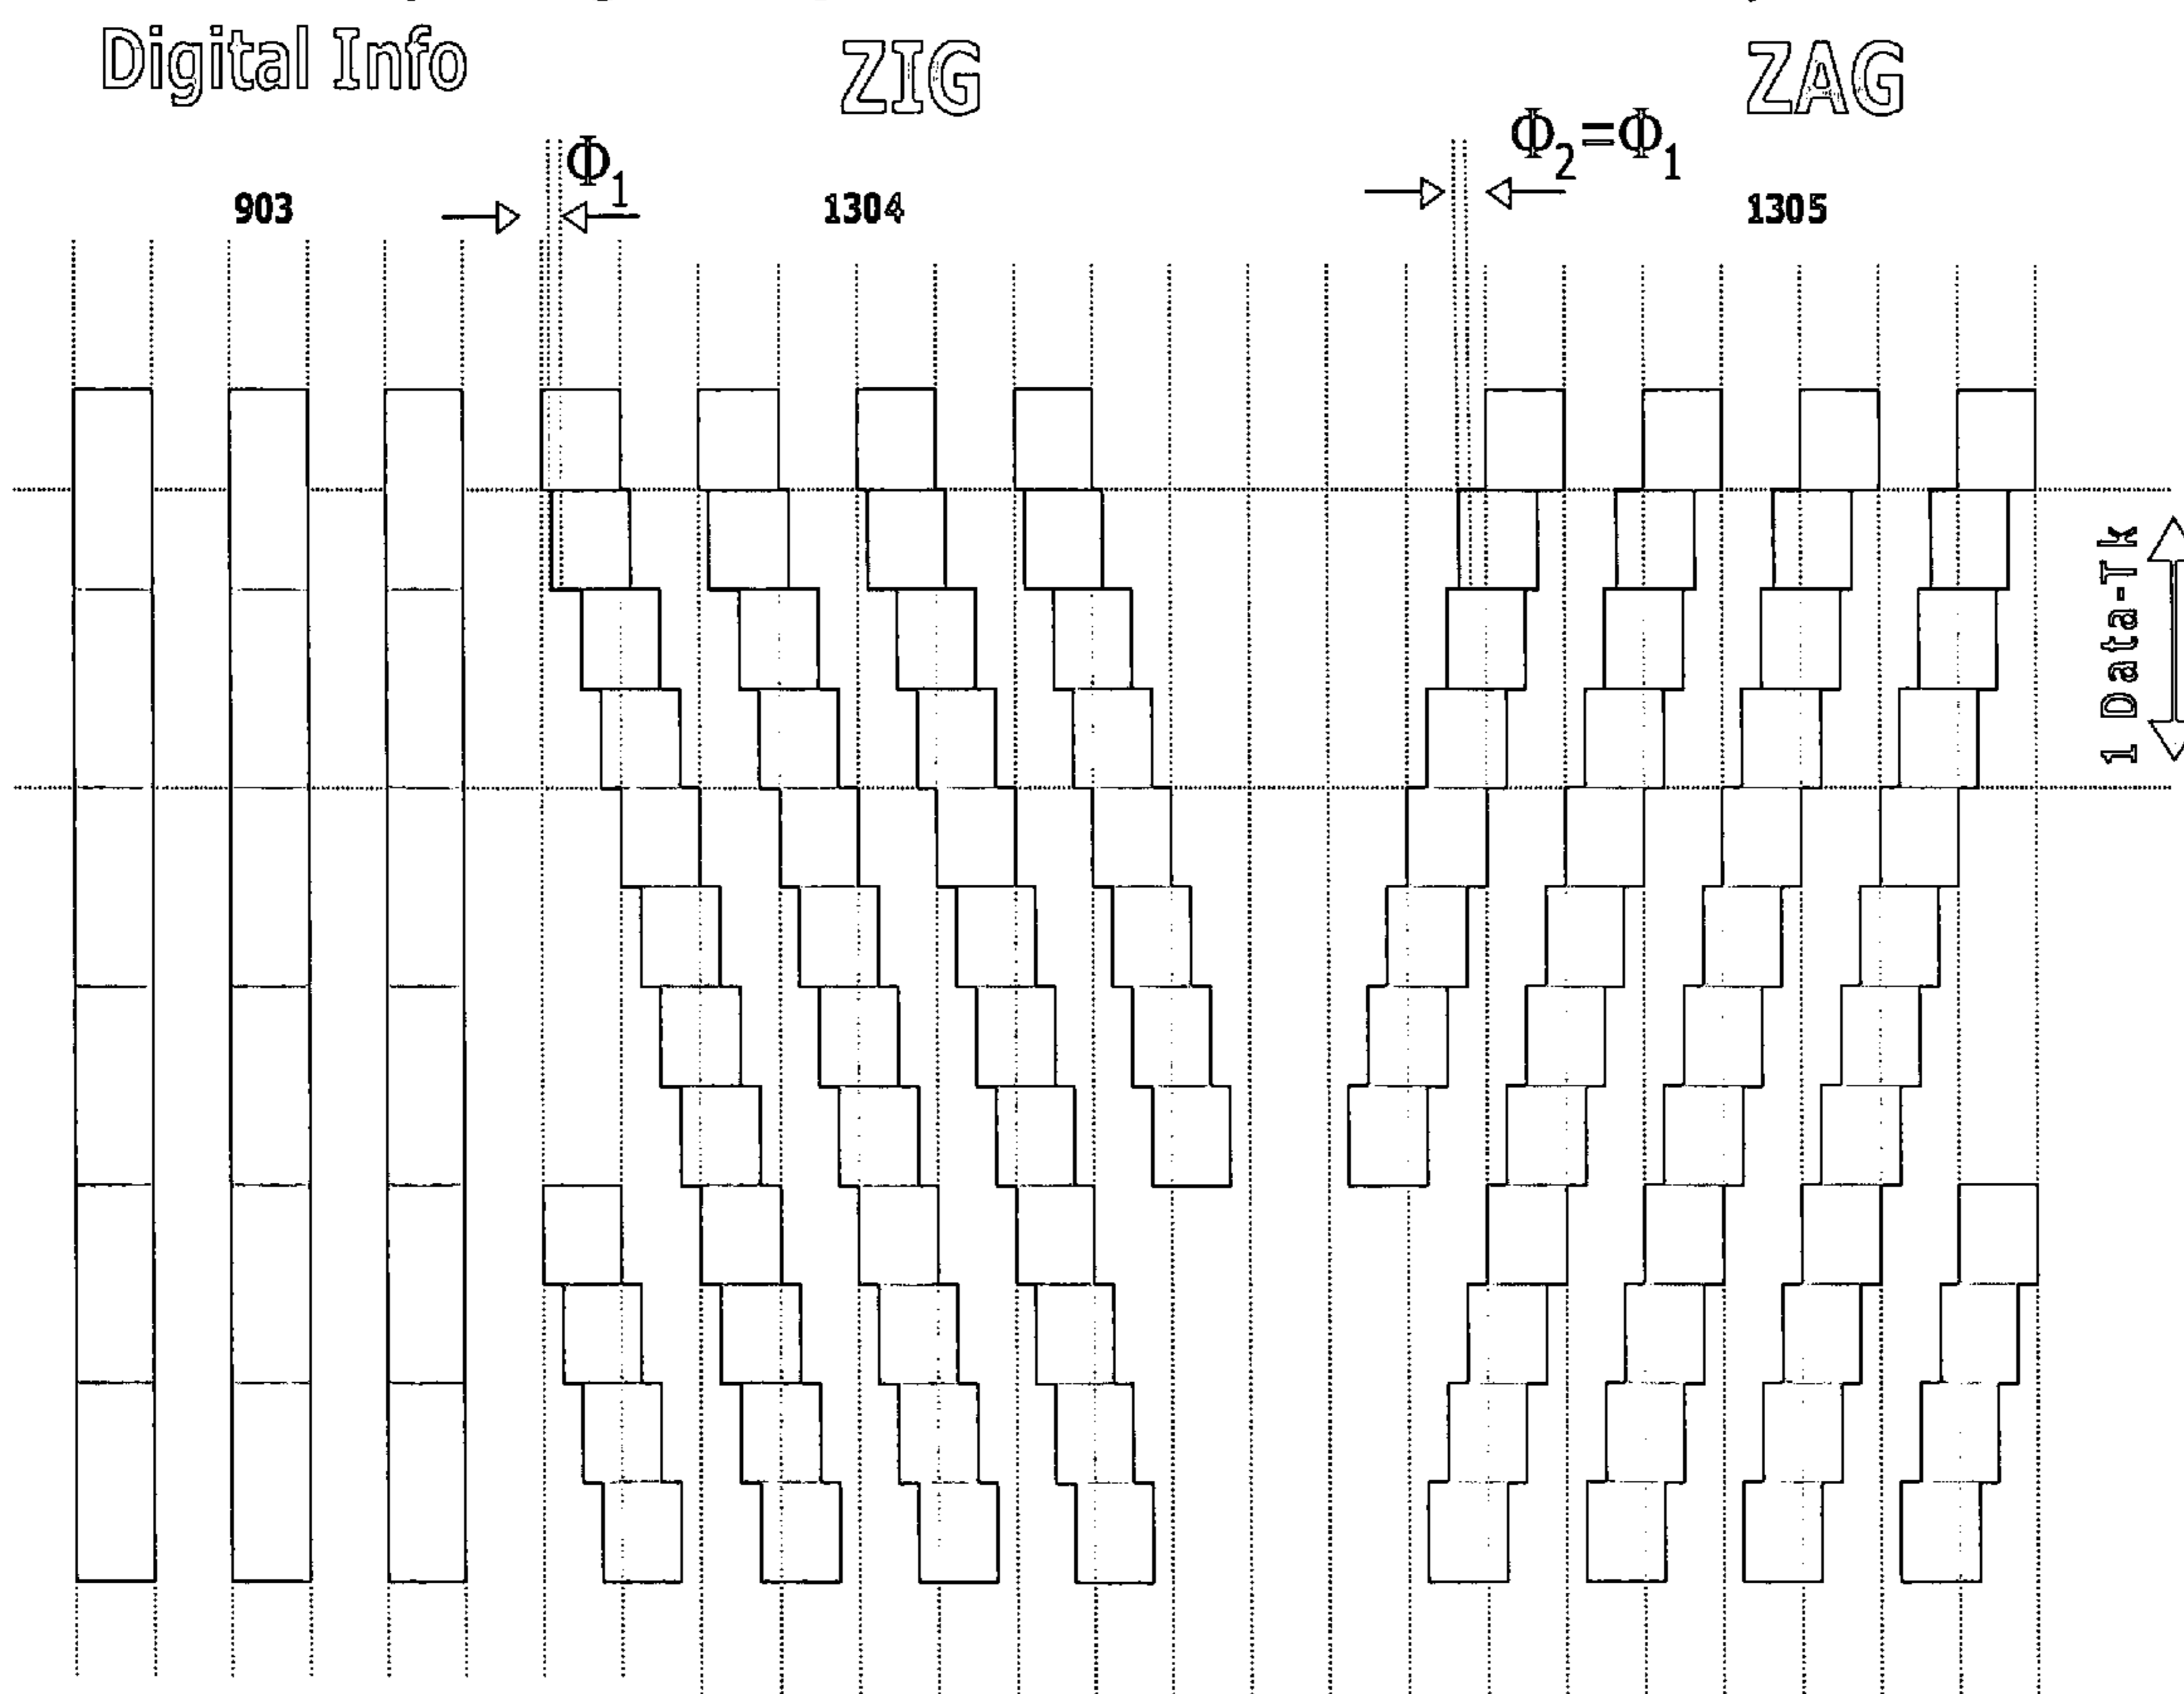 Digital Info
ZIG
ZAG
Φ1
Φ2=Φ1
903
1304
1305
1 Data-Tk